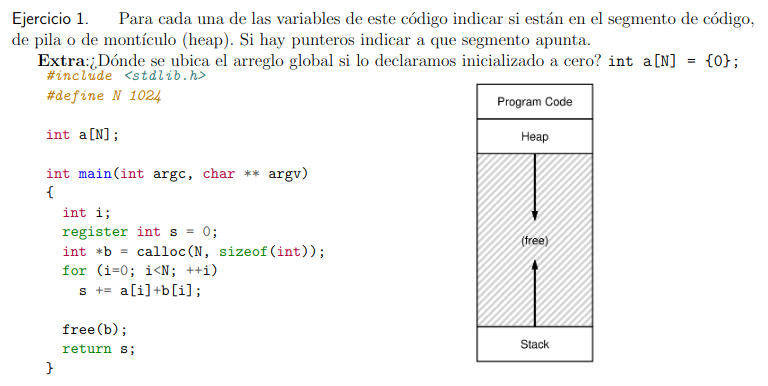 Ejercicio 1. Para cada una de las variables de este código indicar si están en el segmento de código,
de pila o de montículo (heap). Si hay punteros indicar a que segmento apunta.
Extra:¿Dónde se ubica el arreglo global si lo declaramos inicializado a cero? int a[N] = {0};
#include <stdlib.h>
#define N 1024
int a[N];
int main(int argc, char ** argv)
{
int i;
register int s = 0;
int *b = calloc(N, sizeof(int));
for (i=0; i<N; ++i)
s += a[i]+b[i];
free(b);
return s;
}
Program Code
Heap
(free)
Stack